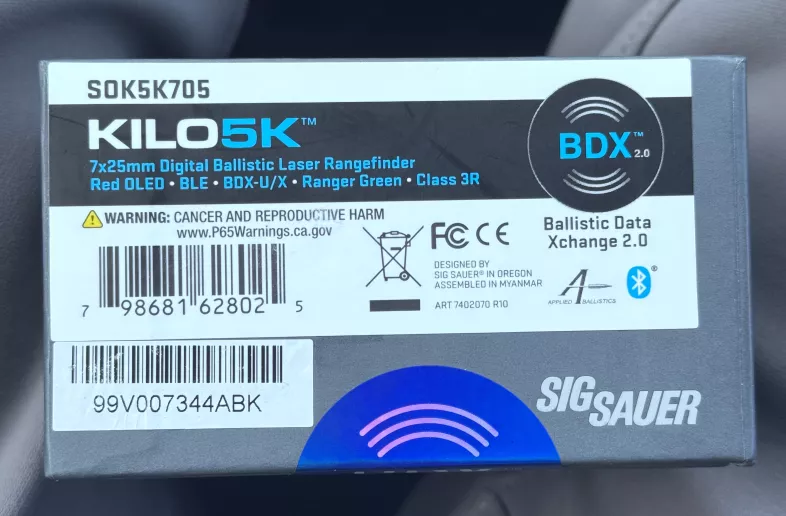 SOK5K705
KILO5K™
7x25mm Digital Ballistic Laser Rangefinder
Red OLED • BLE • BDX-U/X • Ranger Green • Class 3R
BDX™ 2.0
Ballistic Data
Xchange 2.0
WARNING: CANCER AND REPRODUCTIVE HARM
www.P65Warnings.ca.gov
7 98681 62802 5
FC CE
DESIGNED BY
SIG SAUER® IN OREGON
ASSEMBLED IN MYANMAR
ART 7402070 R10
A
APPLIED BALLISTICS
®
99V007344ABK
SIG SAUER